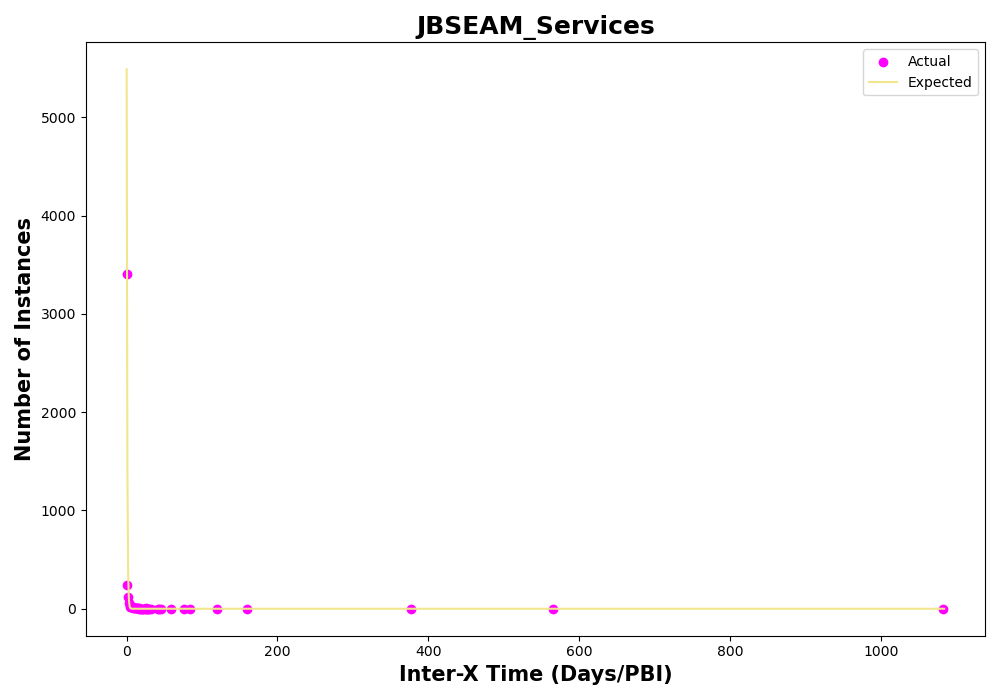 JBSEAM_Services
Actual
Expected
Number of Instances
5000
4000
3000
2000
1000
0
0 200 400 600 800 1000
Inter-X Time (Days/PBI)